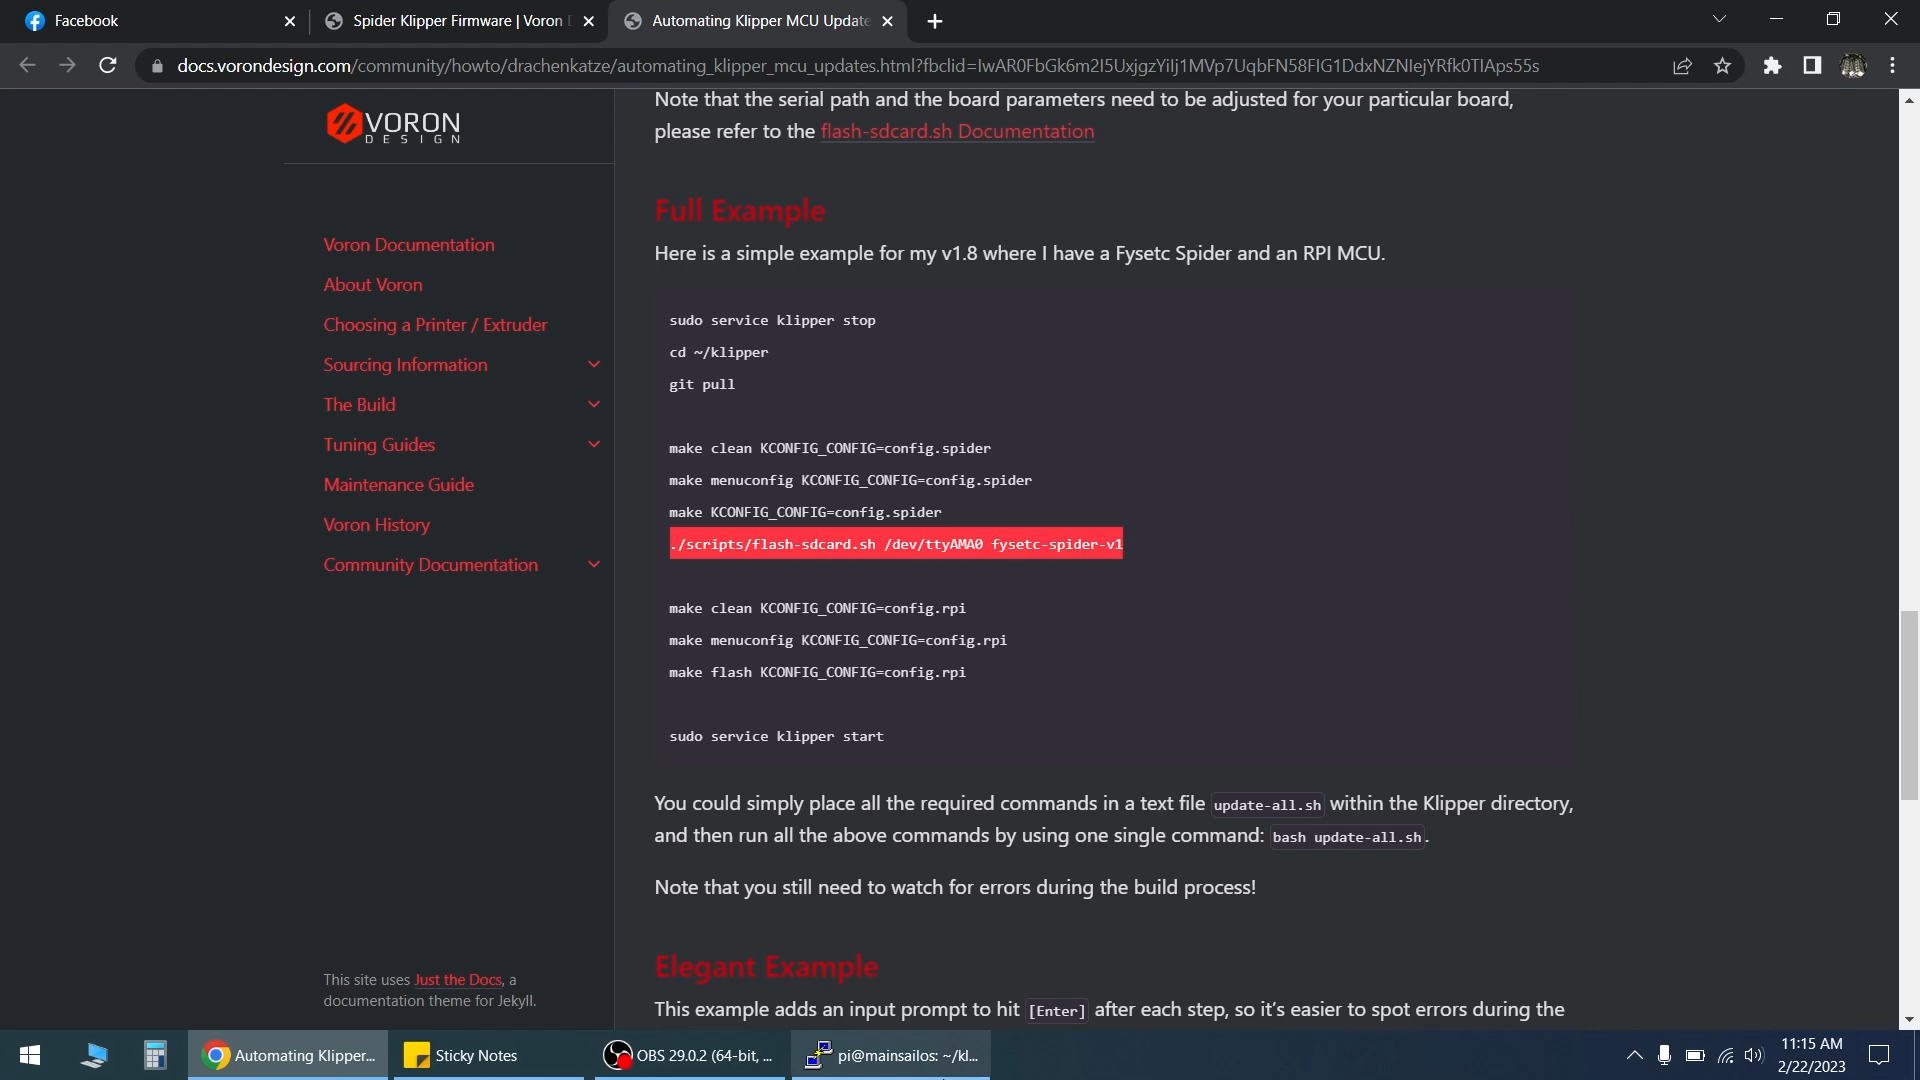 Facebook
Spider Klipper Firmware | Voron D
Automating Klipper MCU Update
docs.vorondesign.com/community/howto/drachenkatze/automating_klipper_mcu_updates.html?fbclid=IwAR0FbGk6m2I5UxjgzYiIj1MVp7UqbFN58FIG1DdxNZNIejYRfk0TIAps55s
VORON
DESIGN
Voron Documentation
About Voron
Choosing a Printer / Extruder
Sourcing Information
The Build
Tuning Guides
Maintenance Guide
Voron History
Community Documentation
This site uses Just the Docs, a
documentation theme for Jekyll.
Note that the serial path and the board parameters need to be adjusted for your particular board,
please refer to the flash-sdcard.sh Documentation
Full Example
Here is a simple example for my v1.8 where I have a Fysetc Spider and an RPI MCU.
sudo service klipper stop
cd ~/klipper
git pull
make clean KCONFIG_CONFIG=config.spider
make menuconfig KCONFIG_CONFIG=config.spider
make KCONFIG_CONFIG=config.spider
./scripts/flash-sdcard.sh /dev/ttyAMA0 fysetc-spider-v1
make clean KCONFIG_CONFIG=config.rpi
make menuconfig KCONFIG_CONFIG=config.rpi
make flash KCONFIG_CONFIG=config.rpi
sudo service klipper start
You could simply place all the required commands in a text file update-all.sh within the Klipper directory,
and then run all the above commands by using one single command: bash update-all.sh.
Note that you still need to watch for errors during the build process!
Elegant Example
This example adds an input prompt to hit [Enter] after each step, so it's easier to spot errors during the
Automating Klipper...
Sticky Notes
OBS 29.0.2 (64-bit, ...
pi@mainsailos: ~/kl...
11:15 AM
2/22/2023